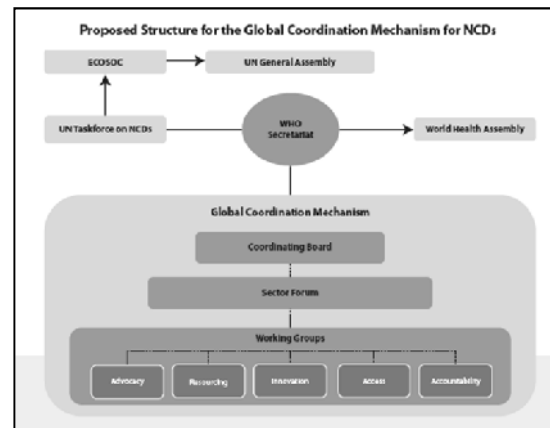 Proposed Structure for the Global Coordination Mechanism for NCDs
ECOSOC
UN General Assembly
UN Taskforce on NCDs
WHO
Secretariat
World Health Assembly
Global Coordination Mechanism
Coordinating Board
Sector Forum
Working Groups
Advocacy
Resourcing
Innovation
Access
Accountability